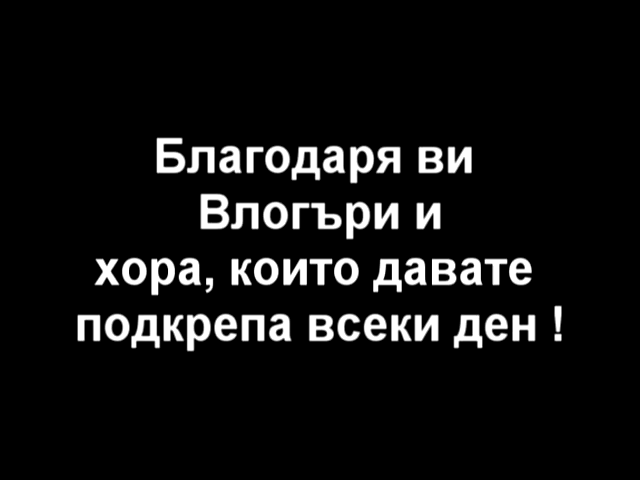 Благодаря ви
Влогъри и
хора, които давате
подкрепа всеки ден !